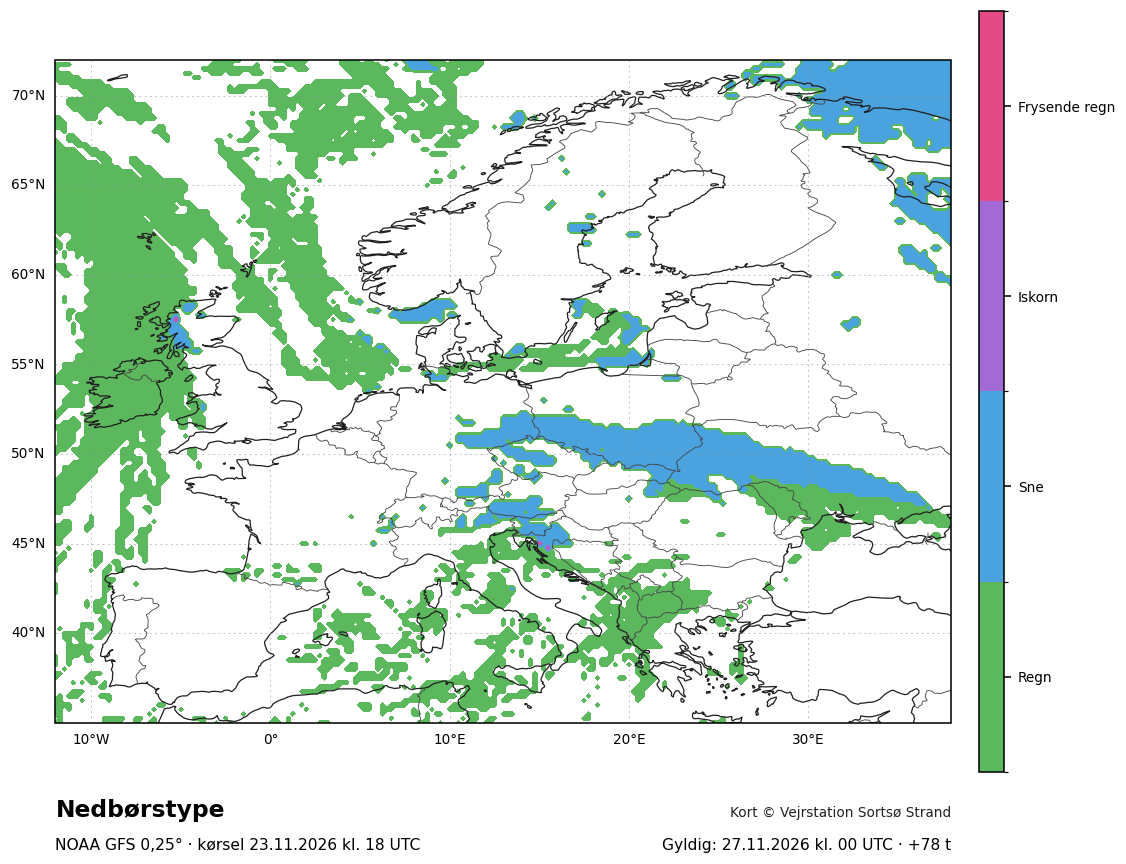 70°N
65°N
60°N
55°N
50°N
45°N
40°N
10°W 0° 10°E 20°E 30°E
Frysende regn
Iskorn
Sne
Regn
Nedbørstype
Kort © Vejrstation Sortsø Strand
NOAA GFS 0,25° · kørsel 23.11.2026 kl. 18 UTC
Gyldig: 27.11.2026 kl. 00 UTC · +78 t